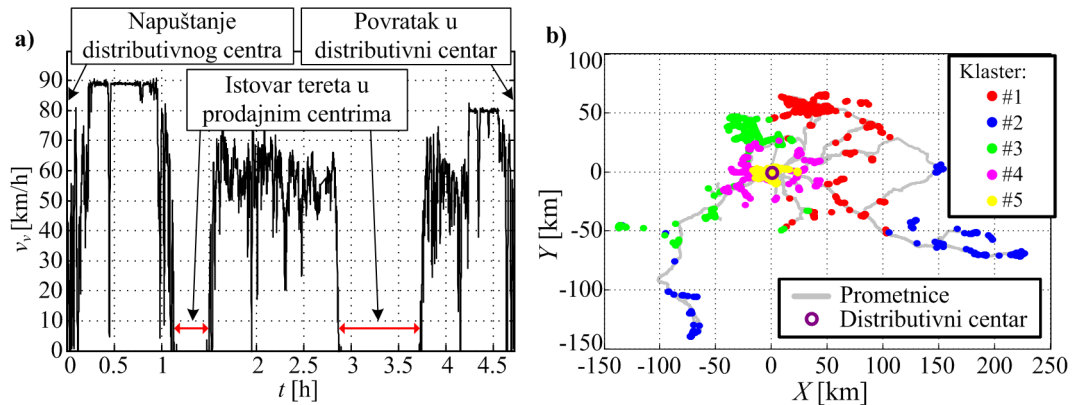 a)
Napuštanje
distributivnog centra
Povratak u
distributivni centar
Istovar tereta u
prodajnim centrima
90
80
70
60
50
40
30
20
10
0
v_v [km/h]
0 0.5 1 1.5 2 2.5 3 3.5 4 4.5
t [h]
b)
100
50
0
-50
-100
-150
Y [km]
-150 -100 -50 0 50 100 150 200 250
X [km]
Klaster:
#1
#2
#3
#4
#5
Prometnice
Distributivni centar